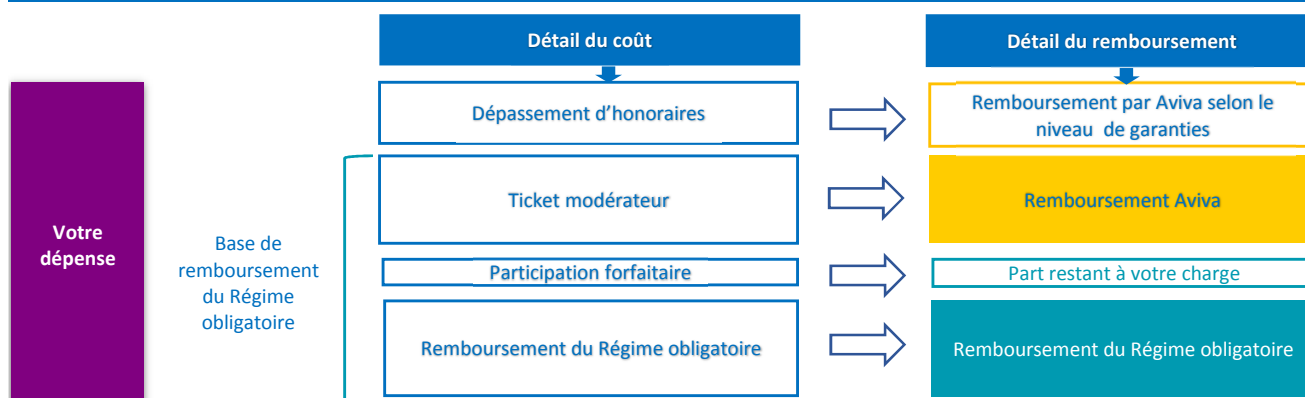 Détail du coût
Détail du remboursement
Dépassement d’honoraires
Remboursement par Aviva selon le
niveau de garanties
Ticket modérateur
Remboursement Aviva
Votre
dépense
Base de
remboursement
du Régime
obligatoire
Participation forfaitaire
Part restant à votre charge
Remboursement du Régime obligatoire
Remboursement du Régime obligatoire